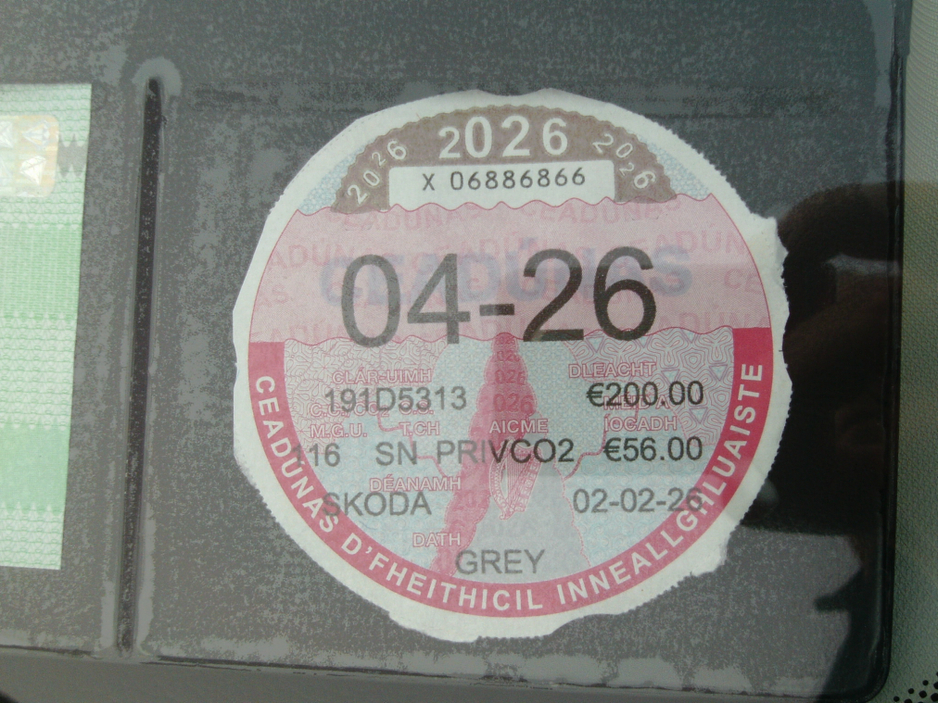 2026 2026 2026
X 06886866
CEADÚNAS
04-26
CLÁR-UIMH DLEACHT
191D5313 €200.00
M.G.U. T.CH AICME ÍOCADH
116 SN PRIVCO2 €56.00
DÉANAMH
SKODA 02-02-26
DATH
GREY
CEADÚNAS D'FHEITHICIL INNEALLGHLUAISTE